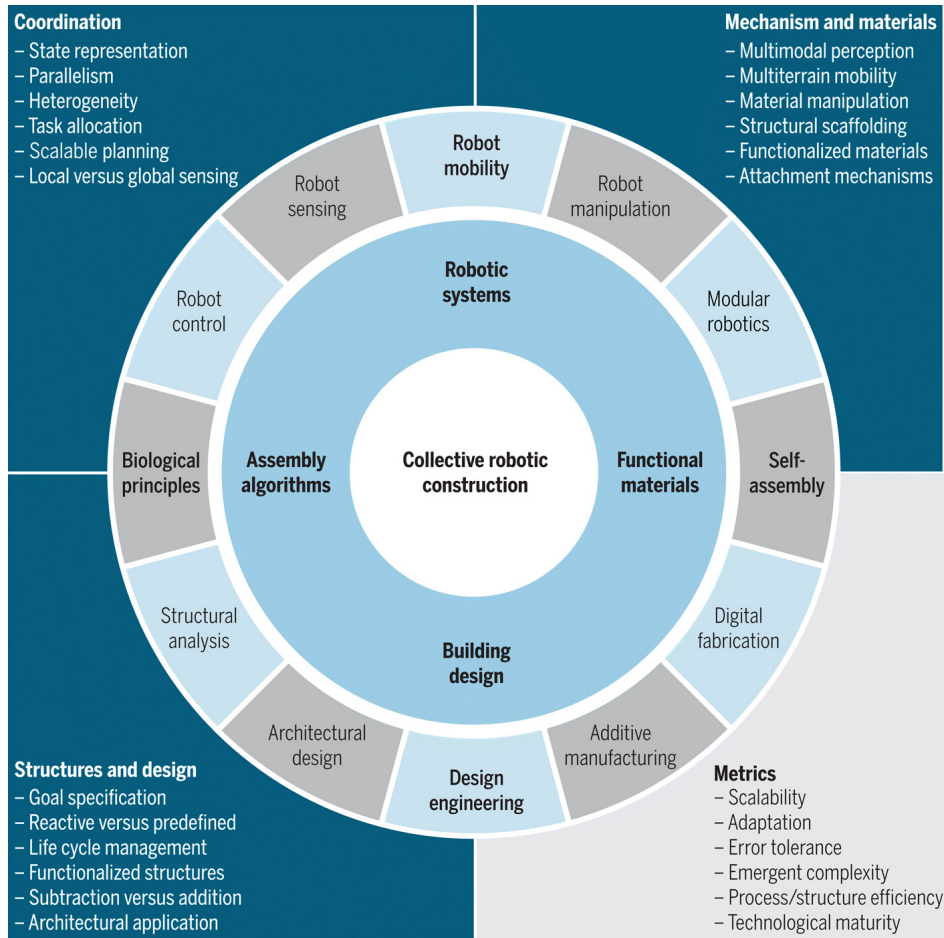 Coordination
– State representation
– Parallelism
– Heterogeneity
– Task allocation
– Scalable planning
– Local versus global sensing
Mechanism and materials
– Multimodal perception
– Multiterrain mobility
– Material manipulation
– Structural scaffolding
– Functionalized materials
– Attachment mechanisms
Robot
mobility
Robot
manipulation
Modular
robotics
Self-
assembly
Digital
fabrication
Additive
manufacturing
Design
engineering
Architectural
design
Structural
analysis
Biological
principles
Robot
control
Robot
sensing
Robotic
systems
Assembly
algorithms
Collective robotic
construction
Functional
materials
Building
design
Structures and design
– Goal specification
– Reactive versus predefined
– Life cycle management
– Functionalized structures
– Subtraction versus addition
– Architectural application
Metrics
– Scalability
– Adaptation
– Error tolerance
– Emergent complexity
– Process/structure efficiency
– Technological maturity